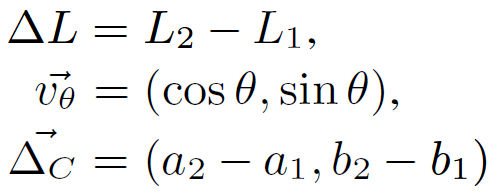 ΔL = L₂ − L₁,
v⃗_θ = (cos θ, sin θ),
Δ⃗_C = (a₂ − a₁, b₂ − b₁)